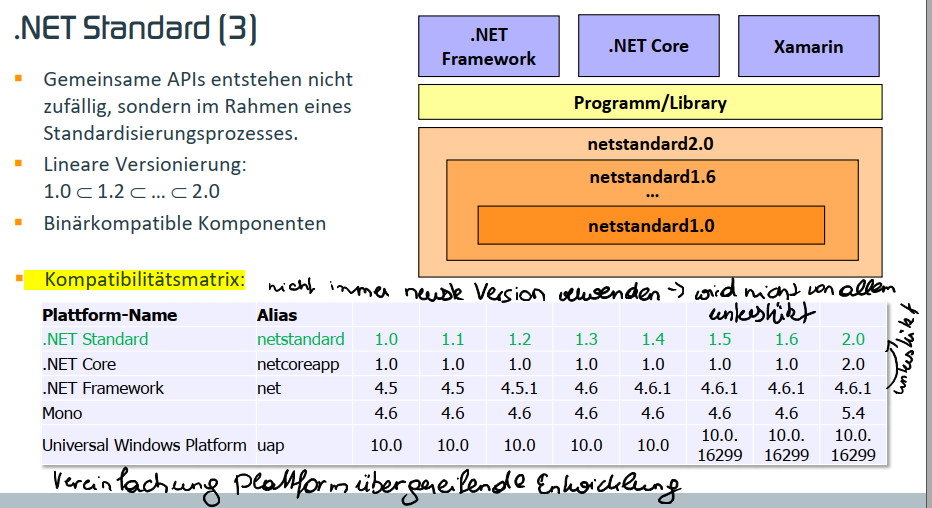 .NET Standard (3)
Gemeinsame APIs entstehen nicht
zufällig, sondern im Rahmen eines
Standardisierungsprozesses.
Lineare Versionierung:
1.0 ⊂ 1.2 ⊂ ... ⊂ 2.0
Binärkompatible Komponenten
Kompatibilitätsmatrix:
.NET
Framework
.NET Core
Xamarin
Programm/Library
netstandard2.0
netstandard1.6
...
netstandard1.0
nicht immer neuste Version verwenden → wird nicht von allem
unterstützt
Plattform-Name Alias
.NET Standard netstandard 1.0 1.1 1.2 1.3 1.4 1.5 1.6 2.0
.NET Core netcoreapp 1.0 1.0 1.0 1.0 1.0 1.0 1.0 2.0
.NET Framework net 4.5 4.5 4.5.1 4.6 4.6.1 4.6.1 4.6.1 4.6.1
Mono 4.6 4.6 4.6 4.6 4.6 4.6 4.6 5.4
Universal Windows Platform uap 10.0 10.0 10.0 10.0 10.0 10.0.16299 10.0.16299 10.0.16299
unterstützt
Vereinfachung Plattformübergreifende Entwicklung